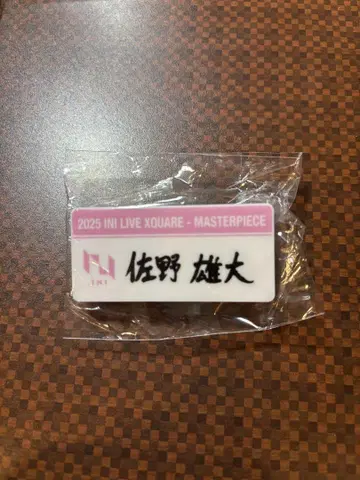 2025 INI LIVE XQUARE - MASTERPIECE
INI
佐野 雄大